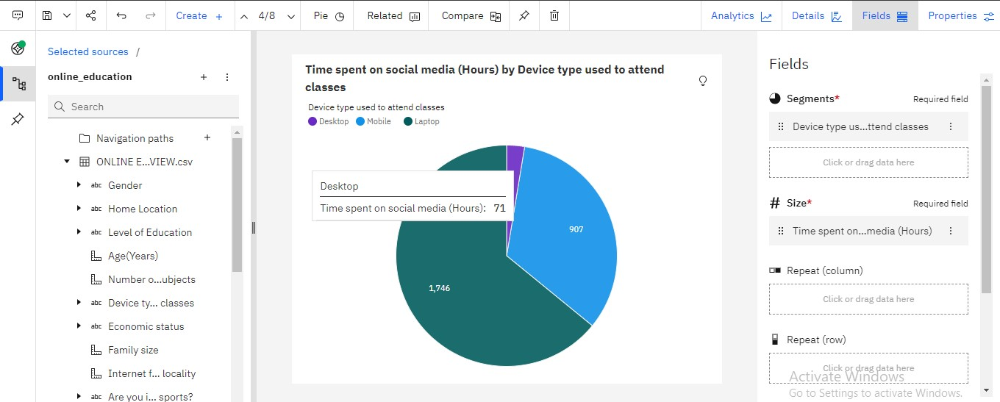 Create +
4/8
Pie
Related
Compare
Analytics
Details
Fields
Properties
Selected sources /
online_education
Search
Navigation paths +
ONLINE E...VIEW.csv
abc Gender
abc Home Location
abc Level of Education
Age(Years)
Number o...ubjects
abc Device ty... classes
abc Economic status
Family size
Internet f... locality
abc Are you i... sports?
Time spent on social media (Hours) by Device type used to attend
classes
Device type used to attend classes
Desktop Mobile Laptop
Desktop
Time spent on social media (Hours): 71
907
1,746
Fields
Segments* Required field
Device type us...ttend classes
Click or drag data here
# Size* Required field
Time spent on...media (Hours)
Repeat (column)
Click or drag data here
Repeat (row)
Click or drag data here
Activate Windows
Go to Settings to activate Windows.